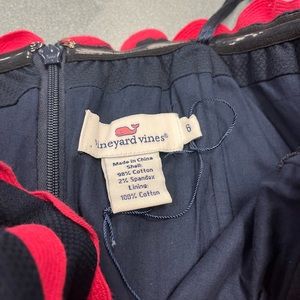 vineyard vines®
6
Made in China
Shell:
98% Cotton
2% Spandex
Lining:
100% Cotton